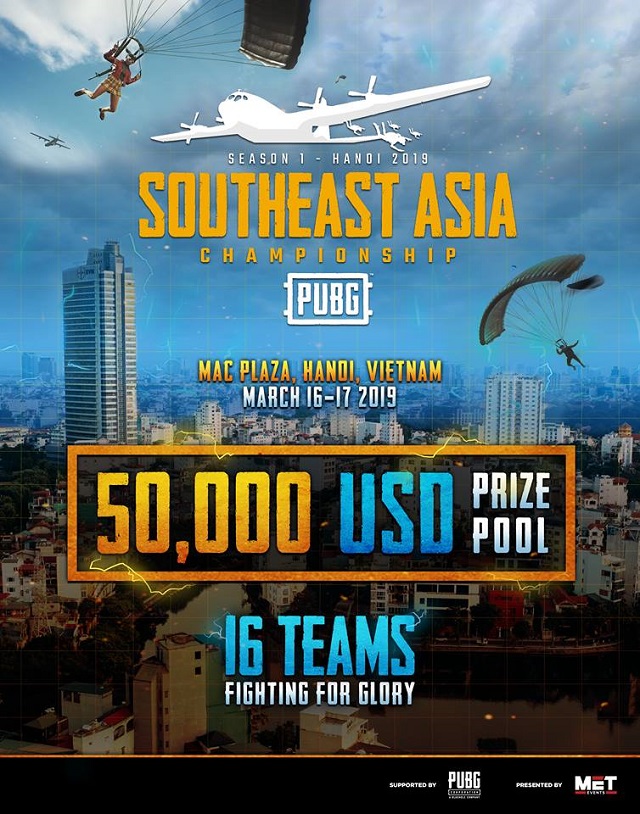 SEASON 1 - HANOI 2019
SOUTHEAST ASIA
CHAMPIONSHIP
PUBG
MAC PLAZA, HANOI, VIETNAM
MARCH 16-17 2019
50,000 USD PRIZE POOL
16 TEAMS
FIGHTING FOR GLORY
SUPPORTED BY PUBG CORPORATION
PRESENTED BY MET EVENTS